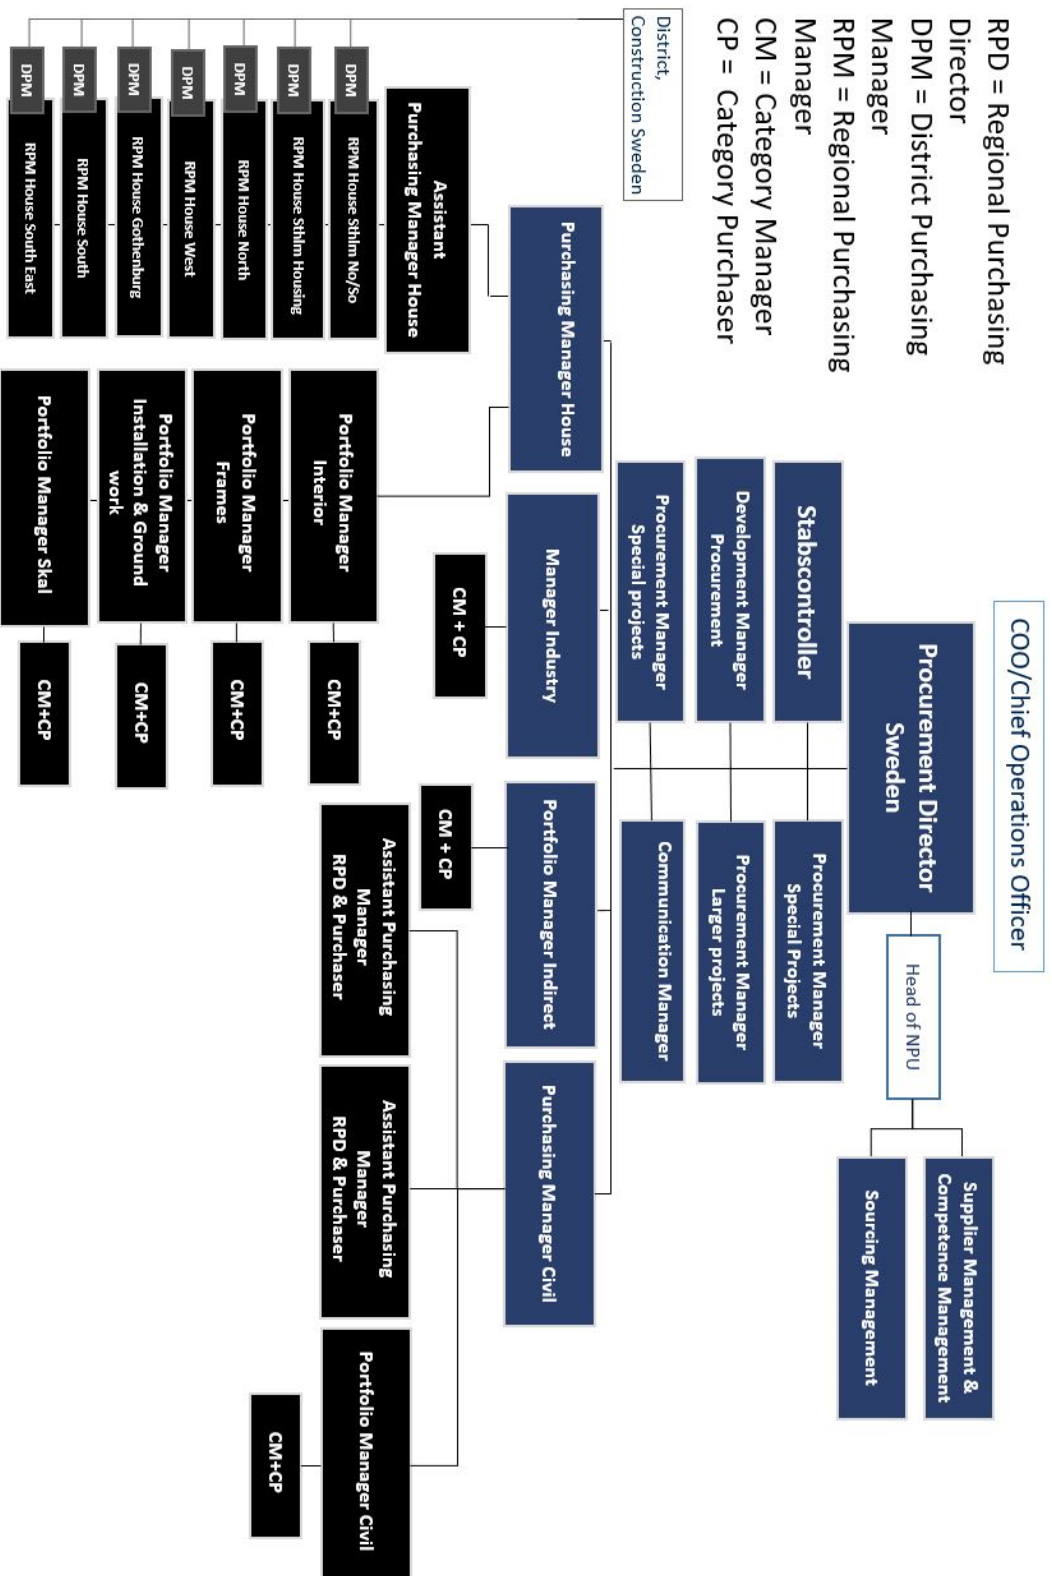 COO/Chief Operations Officer
RPD = Regional Purchasing
Director
DPM = District Purchasing
Manager
RPM = Regional Purchasing
Manager
CM = Category Manager
CP = Category Purchaser
Procurement Director
Sweden
Head of NPU
Supplier Management &
Competence Management
Sourcing Management
Stabscontroller
Procurement Manager
Special Projects
Development Manager
Procurement
Procurement Manager
Larger projects
Procurement Manager
Special projects
Communication Manager
District,
Construction Sweden
Purchasing Manager House
Manager Industry
Portfolio Manager Indirect
Purchasing Manager Civil
CM + CP
CM + CP
Assistant
Purchasing Manager House
DPM
RPM House Sthlm No/So
DPM
RPM House Sthlm Housing
DPM
RPM House North
DPM
RPM House West
DPM
RPM House Gothenburg
DPM
RPM House South
DPM
RPM House South East
Portfolio Manager
Interior
CM+CP
Portfolio Manager
Frames
CM+CP
Portfolio Manager
Installation & Ground
work
CM+CP
Portfolio Manager Skal
CM+CP
Assistant Purchasing
Manager
RPD & Purchaser
Assistant Purchasing
Manager
RPD & Purchaser
Portfolio Manager Civil
CM+CP